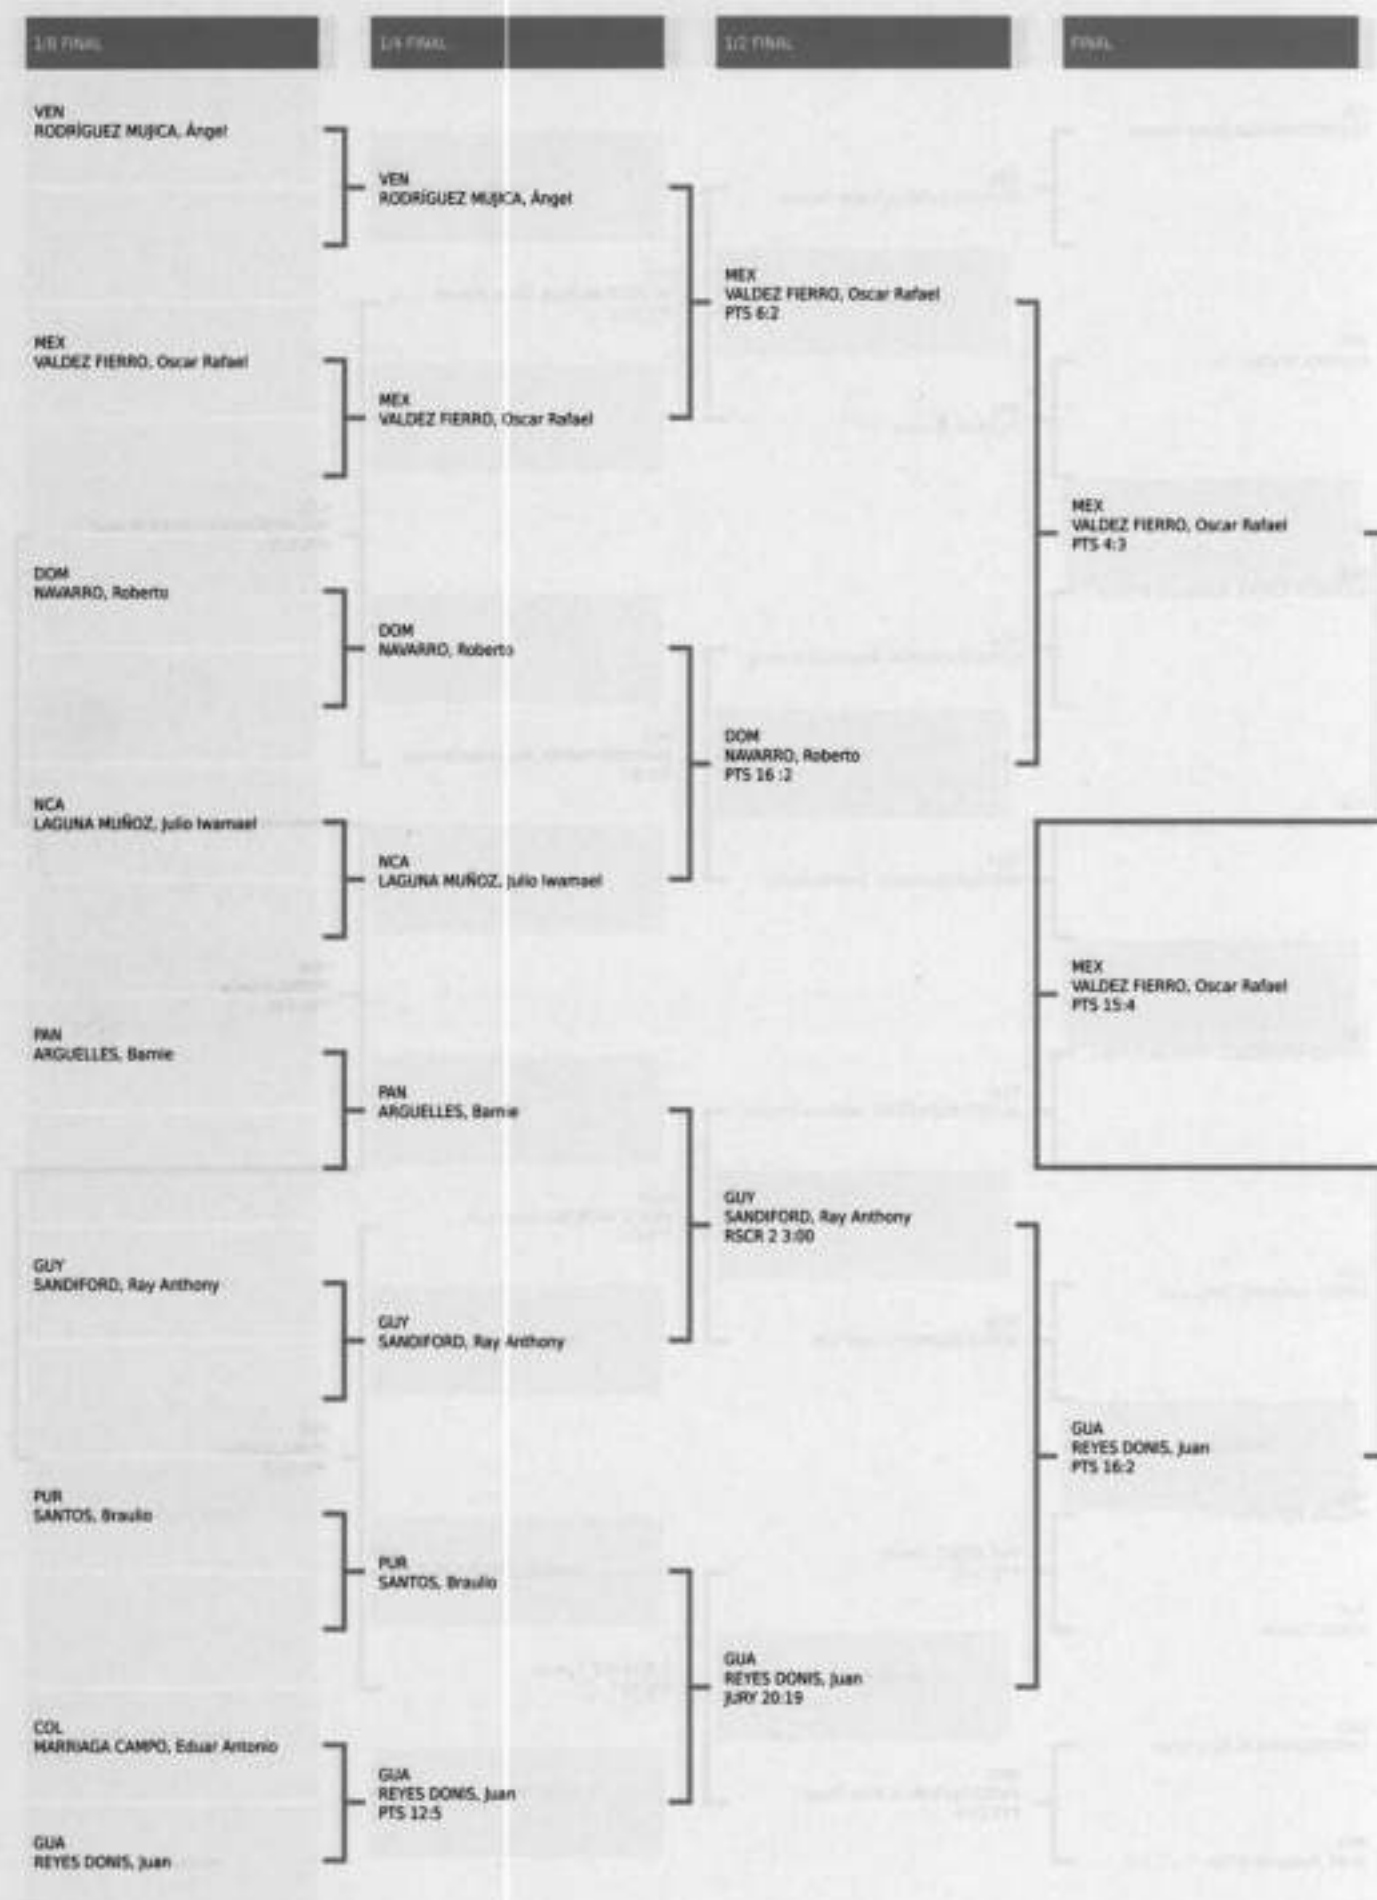 1/8 FINAL
1/4 FINAL
1/2 FINAL
FINAL
VEN
RODRÍGUEZ MUJICA, Ángel
MEX
VALDEZ FIERRO, Oscar Rafael
DOM
NAVARRO, Roberto
NCA
LAGUNA MUÑOZ, Julio Iwamael
PAN
ARGUELLES, Barnie
GUY
SANDIFORD, Ray Anthony
PUR
SANTOS, Braulio
COL
MARRIAGA CAMPO, Eduar Antonio
GUA
REYES DONIS, Juan
VEN
RODRÍGUEZ MUJICA, Ángel
MEX
VALDEZ FIERRO, Oscar Rafael
DOM
NAVARRO, Roberto
NCA
LAGUNA MUÑOZ, Julio Iwamael
PAN
ARGUELLES, Barnie
GUY
SANDIFORD, Ray Anthony
PUR
SANTOS, Braulio
GUA
REYES DONIS, Juan
PTS 12:5
MEX
VALDEZ FIERRO, Oscar Rafael
PTS 6:2
DOM
NAVARRO, Roberto
PTS 16 :2
GUY
SANDIFORD, Ray Anthony
RSCR 2 3:00
GUA
REYES DONIS, Juan
JURY 20:19
MEX
VALDEZ FIERRO, Oscar Rafael
PTS 4:3
MEX
VALDEZ FIERRO, Oscar Rafael
PTS 15:4
GUA
REYES DONIS, Juan
PTS 16:2